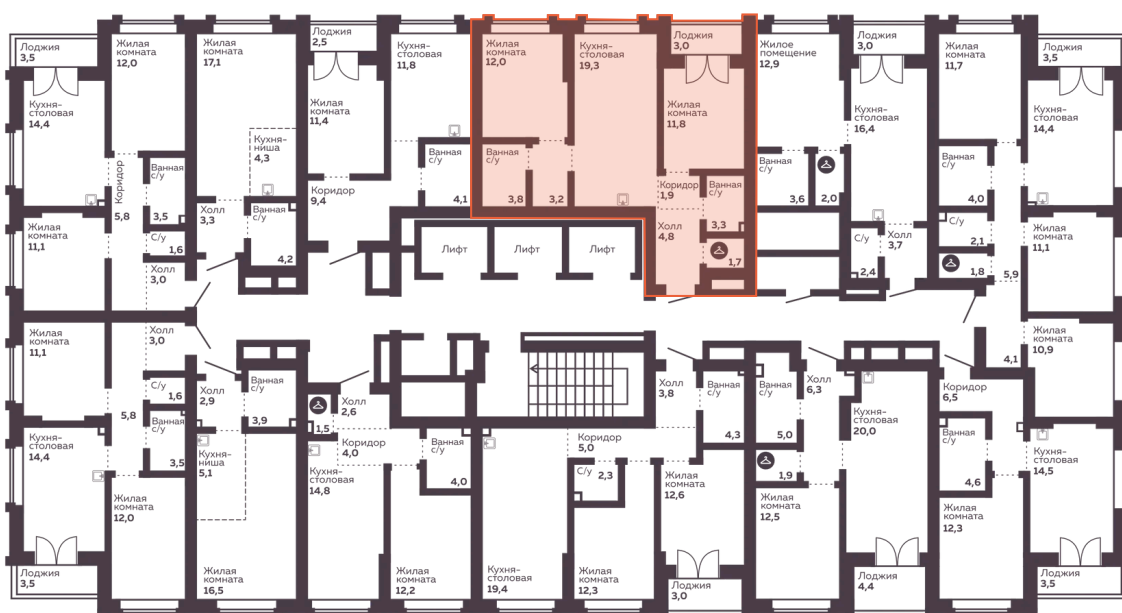 Лоджия
3,5
Жилая
комната
12,0
Жилая
комната
17,1
Лоджия
2,5
Кухня-
столовая
11,8
Жилая
комната
12,0
Кухня-
столовая
19,3
Лоджия
3,0
Жилое
помещение
12,9
Лоджия
3,0
Жилая
комната
11,7
Лоджия
3,5
Кухня-
столовая
14,4
Жилая
комната
11,4
Жилая
комната
11,8
Кухня-
столовая
16,4
Кухня-
столовая
14,4
Кухня-
ниша
4,3
Коридор
5,8
Ванная
с/у
3,5
Ванная
с/у
4,1
Ванная
с/у
3,8
3,2
Коридор
1,9
Ванная
с/у
3,3
Ванная
с/у
3,6
2,0
Ванная
с/у
4,0
Коридор
9,4
Холл
3,3
Ванная
с/у
4,2
С/у
1,6
Холл
4,8
1,7
С/у
2,4
Холл
3,7
С/у
2,1
1,8
5,9
Жилая
комната
11,1
Жилая
комната
11,1
Холл
3,0
Лифт
Лифт
Лифт
Жилая
комната
11,1
Холл
3,0
4,1
Жилая
комната
10,9
С/у
1,6
5,8
Ванная
с/у
3,5
Холл
2,9
Ванная
с/у
3,9
1,5
Холл
2,6
Холл
3,8
Ванная
с/у
4,3
Ванная
с/у
5,0
Холл
6,3
Коридор
6,5
Кухня-
столовая
14,4
Кухня-
ниша
5,1
Коридор
4,0
Ванная
с/у
4,0
Коридор
5,0
С/у
2,3
1,9
Кухня-
столовая
20,0
Ванная
с/у
4,6
Кухня-
столовая
14,5
Кухня-
столовая
14,8
Жилая
комната
12,6
Жилая
комната
12,0
Жилая
комната
12,5
Жилая
комната
12,3
Лоджия
3,5
Жилая
комната
16,5
Жилая
комната
12,2
Кухня-
столовая
19,4
Жилая
комната
12,3
Лоджия
3,0
Лоджия
4,4
Лоджия
3,5